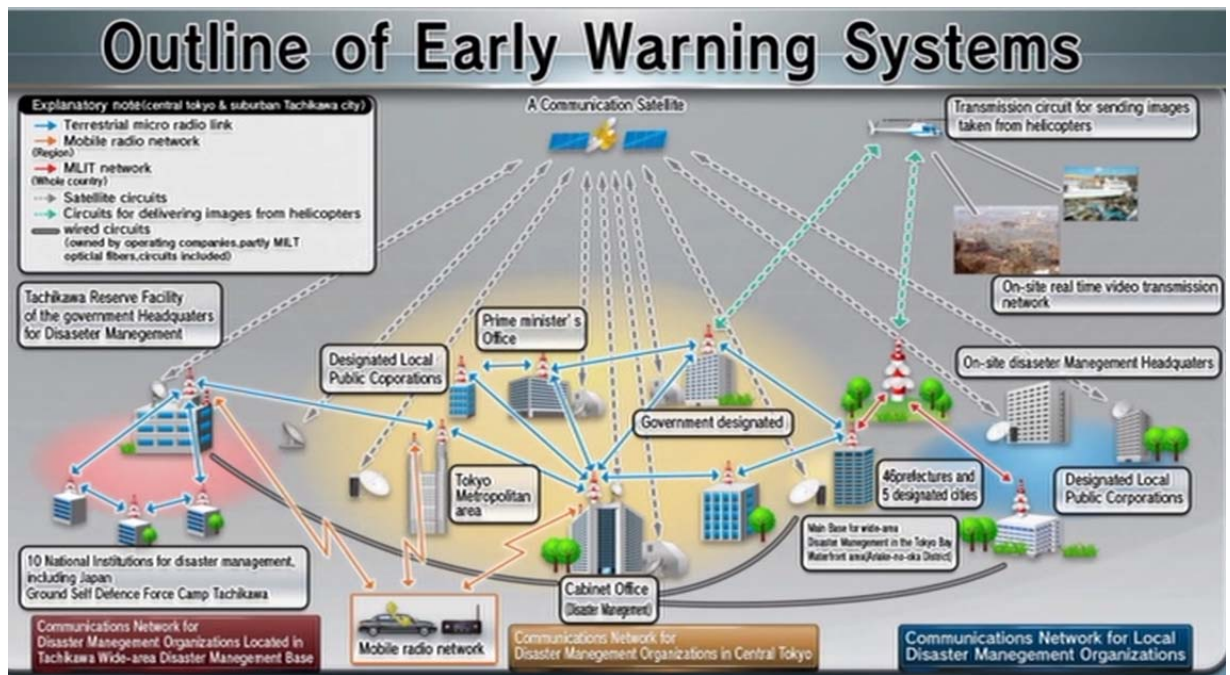 Outline of Early Warning Systems
Explanatory note(central tokyo & suburban Tachikawa city)
Terrestrial micro radio link
Mobile radio network
(Region)
MLIT network
(Whole country)
Satellite circuits
Circuits for delivering images from helicopters
wired circuits
(owned by operating companies,partly MILT
opticial fibers,circuits included)
A Communication Satellite
Transmission circuit for sending images
taken from helicopters
On-site real time video transmission
network
Tachikawa Reserve Facility
of the government Headquaters
for Disaseter Manegement
Designated Local
Public Coporations
Prime minister's
Office
Government designated
On-site disaseter Management Headquaters
Tokyo
Metropolitan
area
46prefectures and
5 designated cities
Designated Local
Public Corporations
Main Base for wide-area
Disaster Management in the Tokyo Bay
Waterfront area(Ariake-no-oka District)
10 National Institutions for disaster management,
including Japan
Ground Self Defence Force Camp Tachikawa
Cabinet Office
(Disaster Management)
Mobile radio network
Communications Network for
Disaster Management Organizations Located in
Tachikawa Wide-area Disaster Management Base
Communications Network for
Disaster Management Organizations in Central Tokyo
Communications Network for Local
Disaster Manegement Organizations